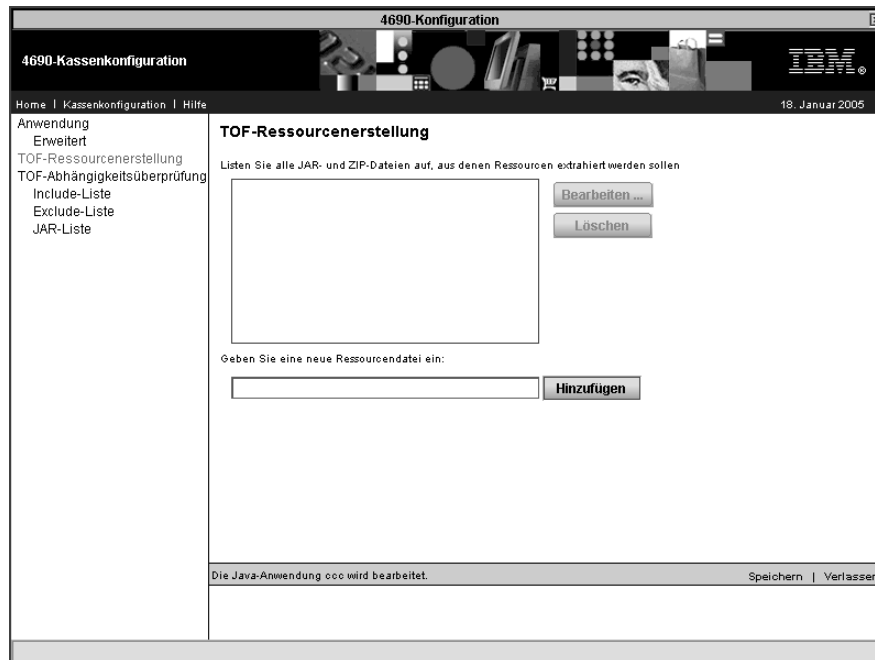 4690-Konfiguration
4690-Kassenkonfiguration
IBM®
Home | Kassenkonfiguration | Hilfe
18. Januar 2005
Anwendung
Erweitert
TOF-Ressourcenerstellung
TOF-Abhängigkeitsüberprüfung
Include-Liste
Exclude-Liste
JAR-Liste
TOF-Ressourcenerstellung
Listen Sie alle JAR- und ZIP-Dateien auf, aus denen Ressourcen extrahiert werden sollen
Bearbeiten ...
Löschen
Geben Sie eine neue Ressourcendatei ein:
Hinzufügen
Die Java-Anwendung ccc wird bearbeitet.
Speichern | Verlassen